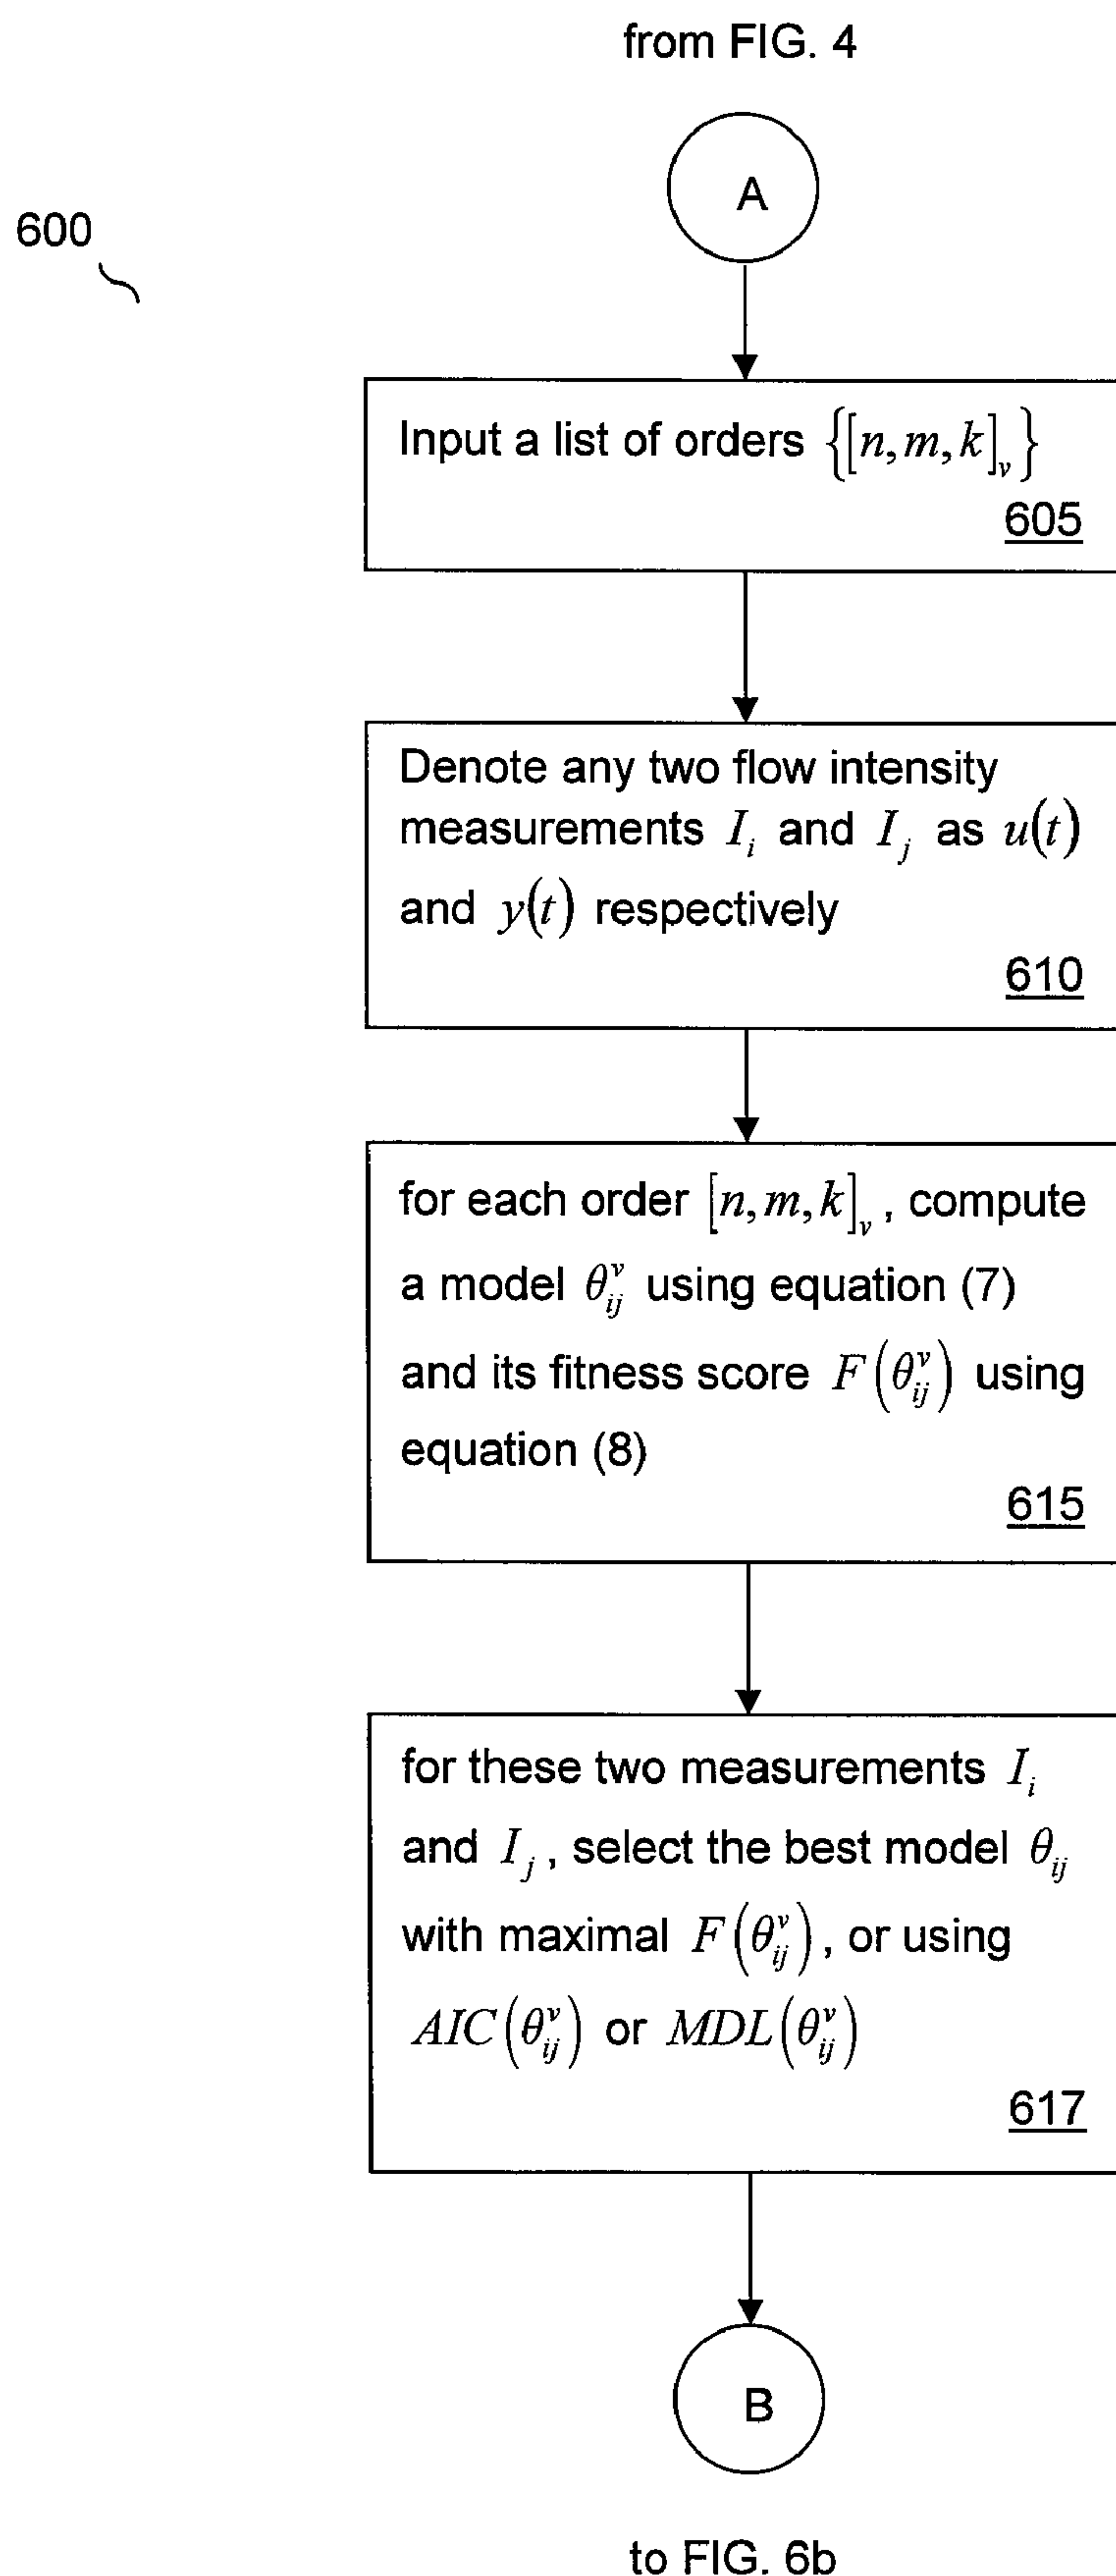 from FIG. 4
A
600
Input a list of orders {[n, m, k]_v}
605
Denote any two flow intensity
measurements I_i and I_j as u(t)
and y(t) respectively
610
for each order [n, m, k]_v, compute
a model θ_ij^v using equation (7)
and its fitness score F(θ_ij^v) using
equation (8)
615
for these two measurements I_i
and I_j, select the best model θ_ij
with maximal F(θ_ij^v), or using
AIC(θ_ij^v) or MDL(θ_ij^v)
617
B
to FIG. 6b